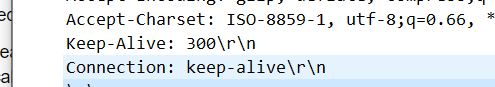 Accept-Charset: ISO-8859-1, utf-8;q=0.66, *
Keep-Alive: 300\r\n
Connection: keep-alive\r\n